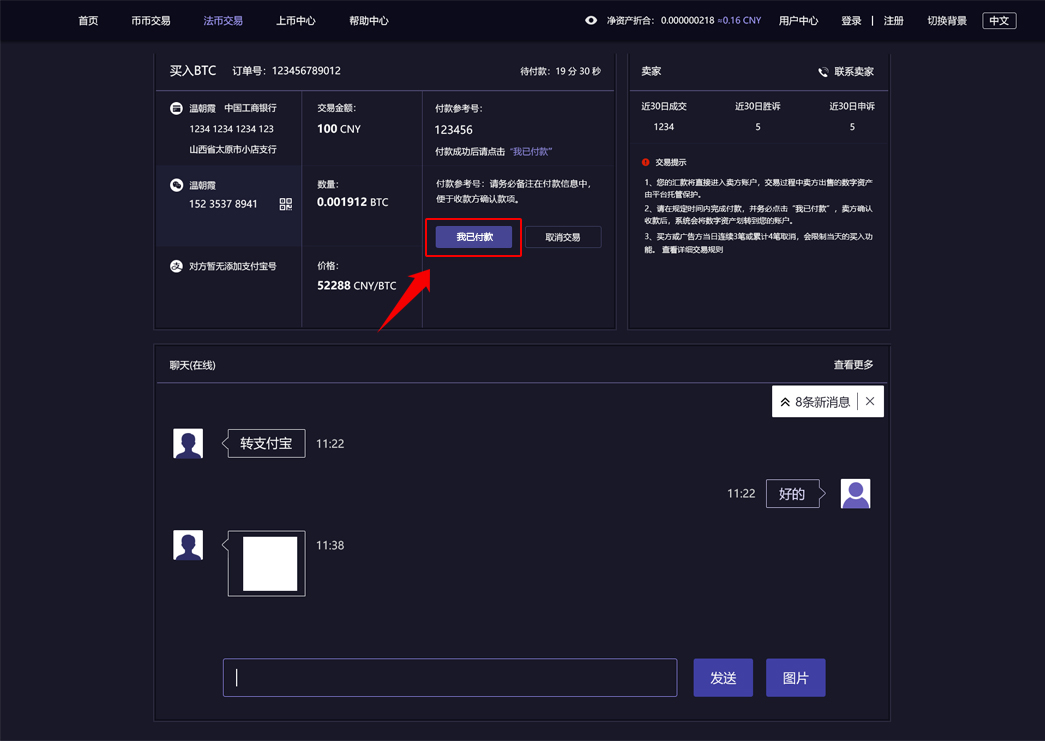 首页 币币交易 法币交易 上币中心 帮助中心 净资产折合：0.000000218 ≈0.16 CNY 用户中心 登录 | 注册 切换背景 中文
买入BTC 订单号：123456789012 待付款：19 分 30 秒
温朝霞 中国工商银行
1234 1234 1234 123
山西省太原市小店支行
交易金额：
100 CNY
付款参考号：
123456
付款成功后请点击 “我已付款”
温朝霞
152 3537 8941
数量：
0.001912 BTC
付款参考号：请务必备注在付款信息中，
便于收款方确认款项。
我已付款 取消交易
对方暂无添加支付宝号
价格：
52288 CNY/BTC
卖家 联系卖家
近30日成交 近30日胜诉 近30日申诉
1234 5 5
交易提示
1、您的汇款将直接进入卖方账户，交易过程中卖方出售的数字资产
由平台托管保护。
2、请在规定时间内完成付款，并务必点击“我已付款”，卖方确认
收款后，系统会将数字资产划转到您的账户。
3、买方或广告方当日连续3笔或累计4笔取消，会限制当天的买入功
能。 查看详细交易规则
聊天(在线) 查看更多
8条新消息
转支付宝 11:22
11:22 好的
11:38
发送 图片